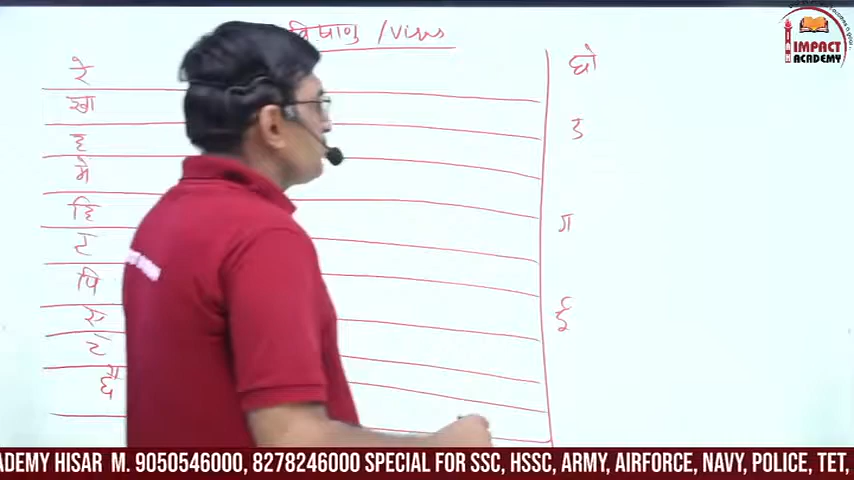 विषाणु / Virus
रे
खा
ह
मे
हि
ट
पि
रु
टे
छो
ड
ग
ई
IMPACT
ACADEMY
ADEMY HISAR M. 9050546000, 8278246000 SPECIAL FOR SSC, HSSC, ARMY, AIRFORCE, NAVY, POLICE, TET,